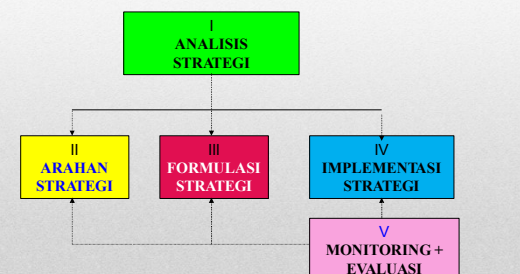 I
ANALISIS
STRATEGI
II
ARAHAN
STRATEGI
III
FORMULASI
STRATEGI
IV
IMPLEMENTASI
STRATEGI
V
MONITORING +
EVALUASI